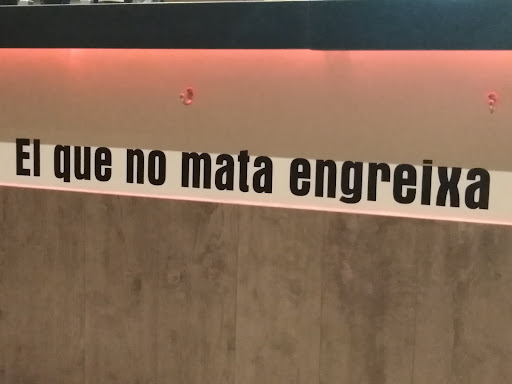 El que no mata engreixa